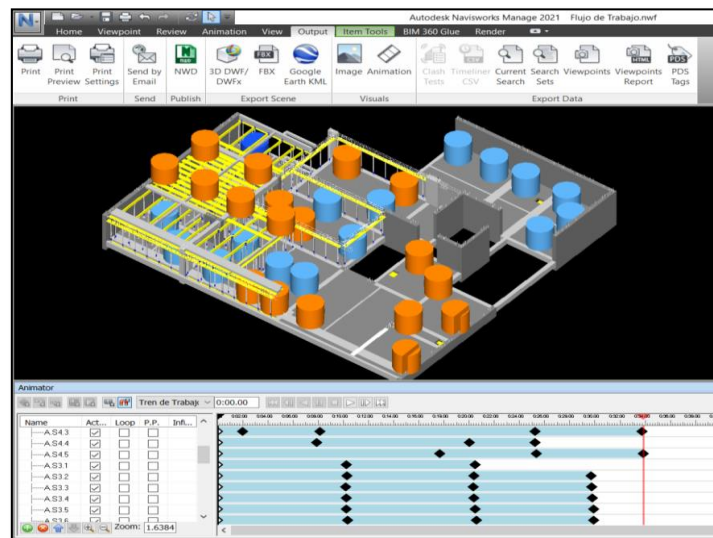 Autodesk Navisworks Manage 2021 Flujo de Trabajo.nwf
Home Viewpoint Review Animation View Output Item Tools BIM 360 Glue Render
Print Print Preview Print Settings Send by Email NWD 3D DWF/DWFx FBX Google Earth KML Image Animation Clash Tests Timeliner CSV Current Search Search Sets Viewpoints Viewpoints Report PDS Tags
Print Send Publish Export Scene Visuals Export Data
Animator
Tren de Trabaj 0:00.00
Name Act... Loop P.P. Infi...
A.S4.3
A.S4.4
A.S4.5
A.S3.1
A.S3.2
A.S3.3
A.S3.4
A.S3.5
A.S3.6
Zoom: 1.6384